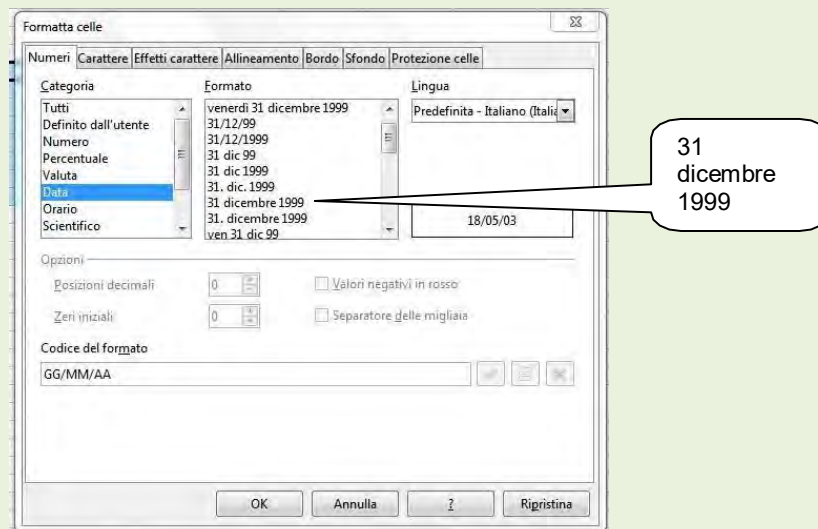 Formatta celle
Numeri Carattere Effetti carattere Allineamento Bordo Sfondo Protezione celle
Categoria
Tutti
Definito dall'utente
Numero
Percentuale
Valuta
Data
Orario
Scientifico
Formato
venerdì 31 dicembre 1999
31/12/99
31/12/1999
31 dic 99
31 dic 1999
31. dic. 1999
31 dicembre 1999
31. dicembre 1999
ven 31 dic 99
Lingua
Predefinita - Italiano (Italia
18/05/03
31
dicembre
1999
Opzioni
Posizioni decimali 0
Valori negativi in rosso
Zeri iniziali 0
Separatore delle migliaia
Codice del formato
GG/MM/AA
OK Annulla ? Ripristina